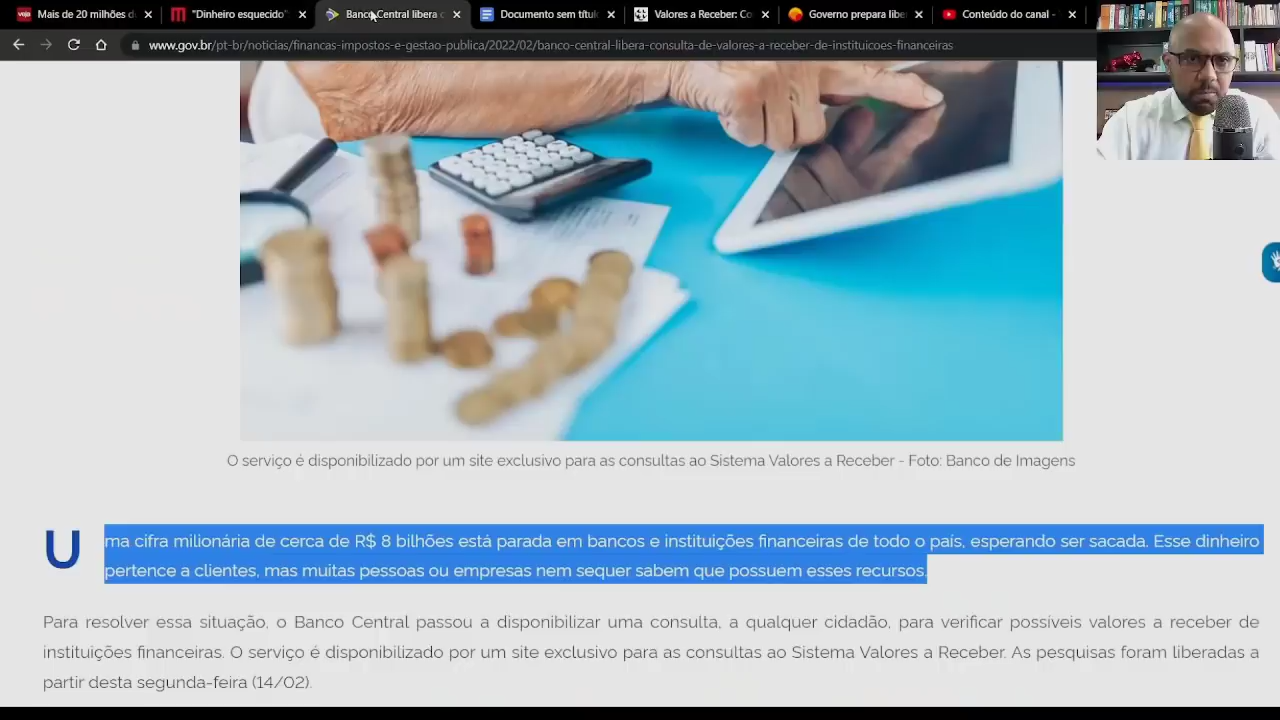 veja Mais de 20 milhões d
"Dinheiro esquecido"
Banco Central libera c
Documento sem títul
Valores a Receber: Co
Governo prepara libe
Conteúdo do canal -
www.gov.br/pt-br/noticias/financas-impostos-e-gestao-publica/2022/02/banco-central-libera-consulta-de-valores-a-receber-de-instituicoes-financeiras
O serviço é disponibilizado por um site exclusivo para as consultas ao Sistema Valores a Receber - Foto: Banco de Imagens
Uma cifra milionária de cerca de R$ 8 bilhões está parada em bancos e instituições financeiras de todo o país, esperando ser sacada. Esse dinheiro
pertence a clientes, mas muitas pessoas ou empresas nem sequer sabem que possuem esses recursos.
Para resolver essa situação, o Banco Central passou a disponibilizar uma consulta, a qualquer cidadão, para verificar possíveis valores a receber de
instituições financeiras. O serviço é disponibilizado por um site exclusivo para as consultas ao Sistema Valores a Receber. As pesquisas foram liberadas a
partir desta segunda-feira (14/02).